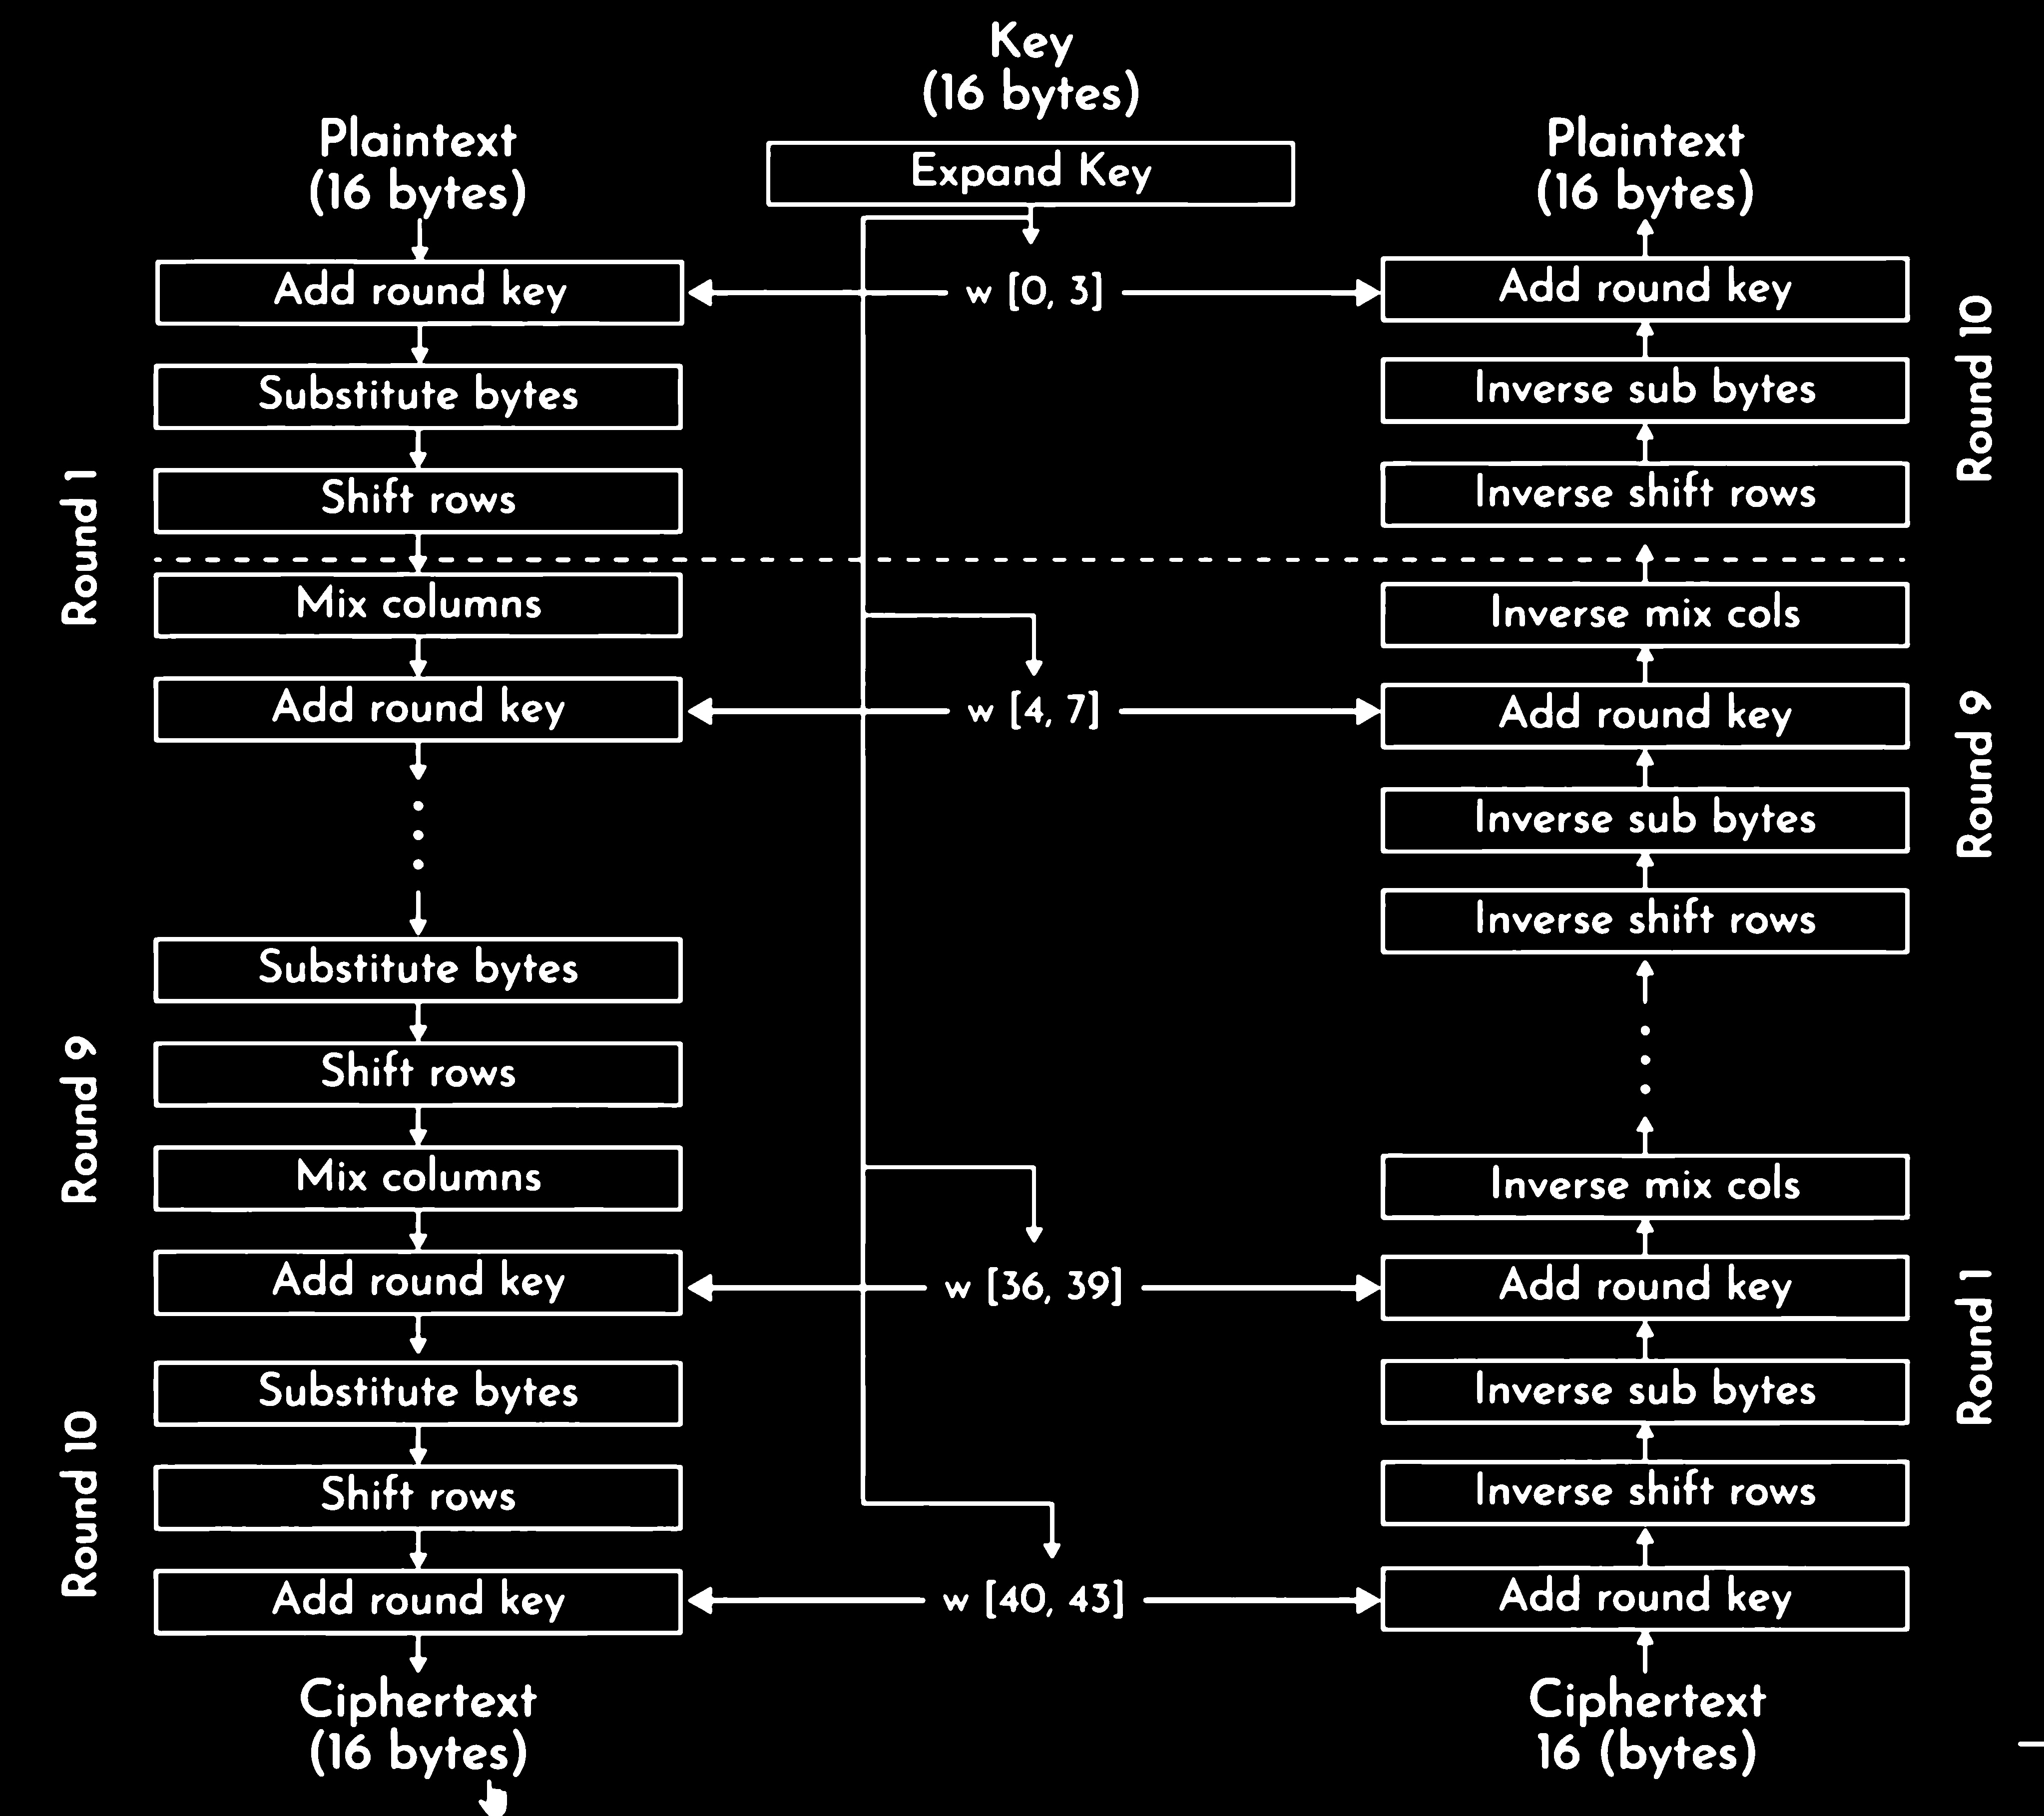 Key
(16 bytes)
Expand Key
Plaintext
(16 bytes)
Add round key
Substitute bytes
Shift rows
Mix columns
Add round key
Round 1
Substitute bytes
Shift rows
Mix columns
Add round key
Round 9
Substitute bytes
Shift rows
Add round key
Round 10
Ciphertext
(16 bytes)
w [0, 3]
w [4, 7]
w [36, 39]
w [40, 43]
Plaintext
(16 bytes)
Add round key
Inverse sub bytes
Inverse shift rows
Round 10
Inverse mix cols
Add round key
Inverse sub bytes
Inverse shift rows
Round 9
Inverse mix cols
Add round key
Inverse sub bytes
Inverse shift rows
Round 1
Add round key
Ciphertext
16 (bytes)